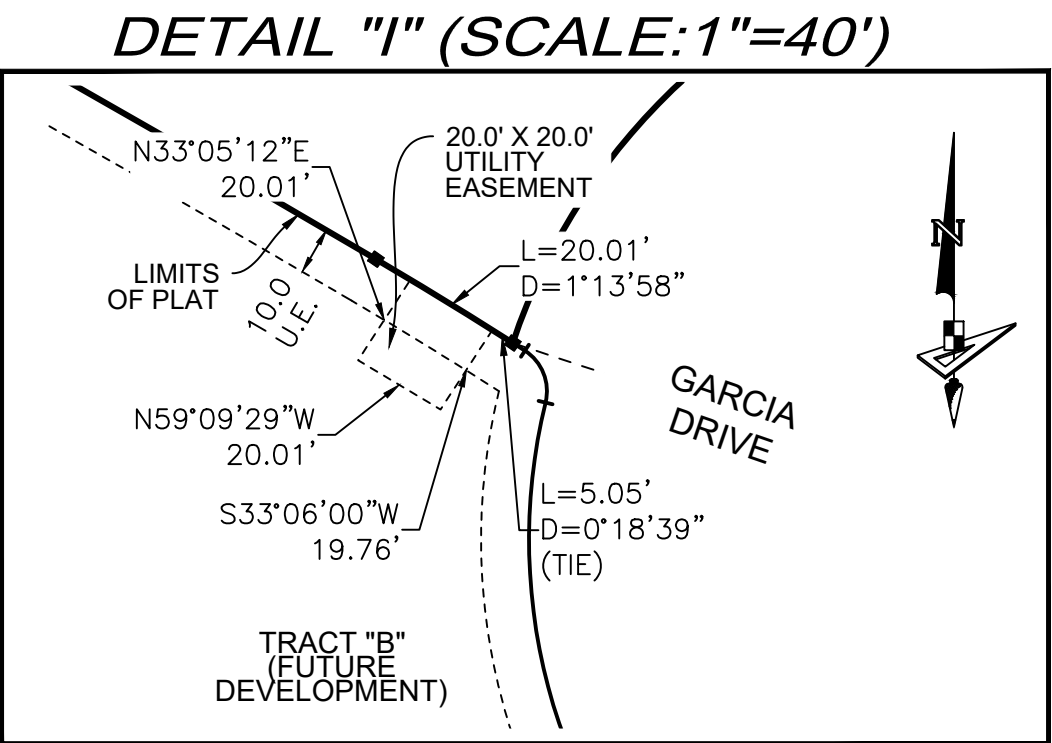 DETAIL "I" (SCALE:1"=40')
N33°05'12"E
20.01'
20.0' X 20.0'
UTILITY
EASEMENT
LIMITS
OF PLAT
10.0
U.E.
L=20.01'
D=1°13'58"
N
GARCIA
DRIVE
N59°09'29"W
20.01'
S33°06'00"W
19.76'
L=5.05'
D=0°18'39"
(TIE)
TRACT "B"
(FUTURE
DEVELOPMENT)